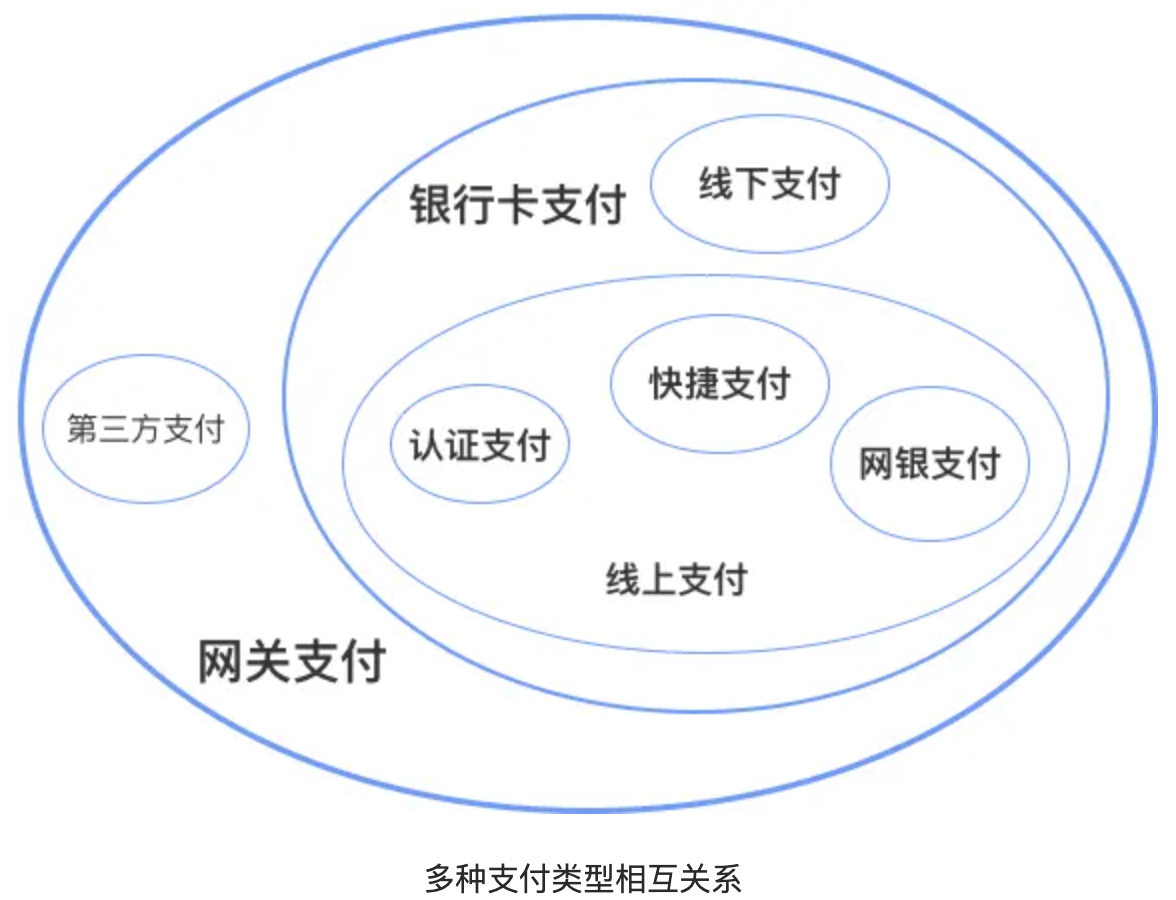 线下支付
银行卡支付
快捷支付
第三方支付
认证支付
网银支付
线上支付
网关支付
多种支付类型相互关系